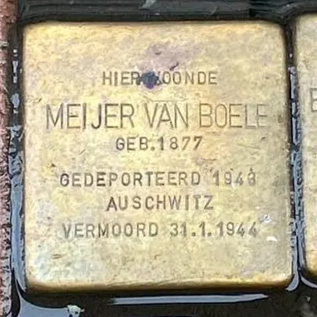 HIER WOONDE
MEIJER VAN BOELE
GEB. 1877
GEDEPORTEERD 1943
AUSCHWITZ
VERMOORD 31.1.1944